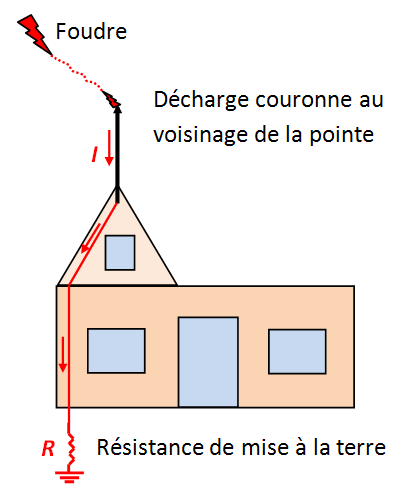 Foudre
Décharge couronne au
voisinage de la pointe
I
R
Résistance de mise à la terre